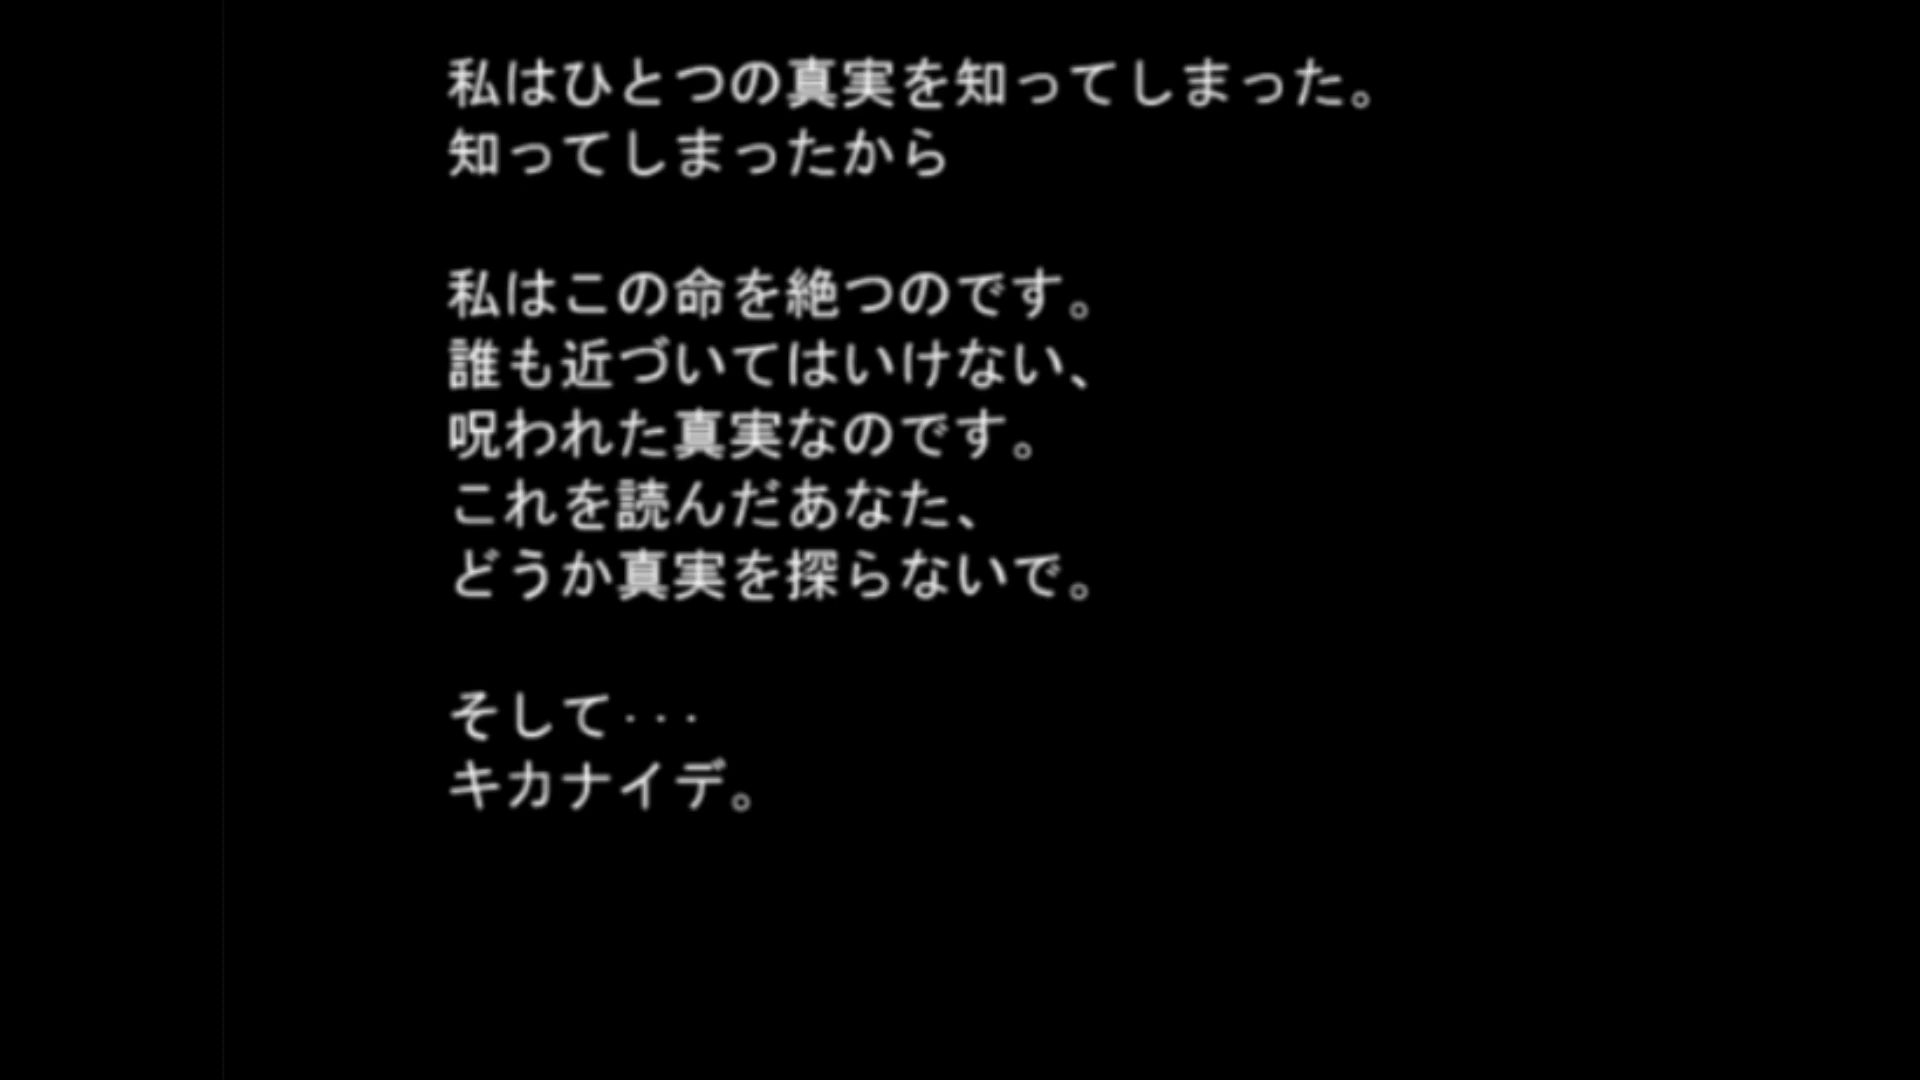 私はひとつの真実を知ってしまった。
知ってしまったから
私はこの命を絶つのです。
誰も近づいてはいけない、
呪われた真実なのです。
これを読んだあなた、
どうか真実を探らないで。
そして･･･
キカナイデ。